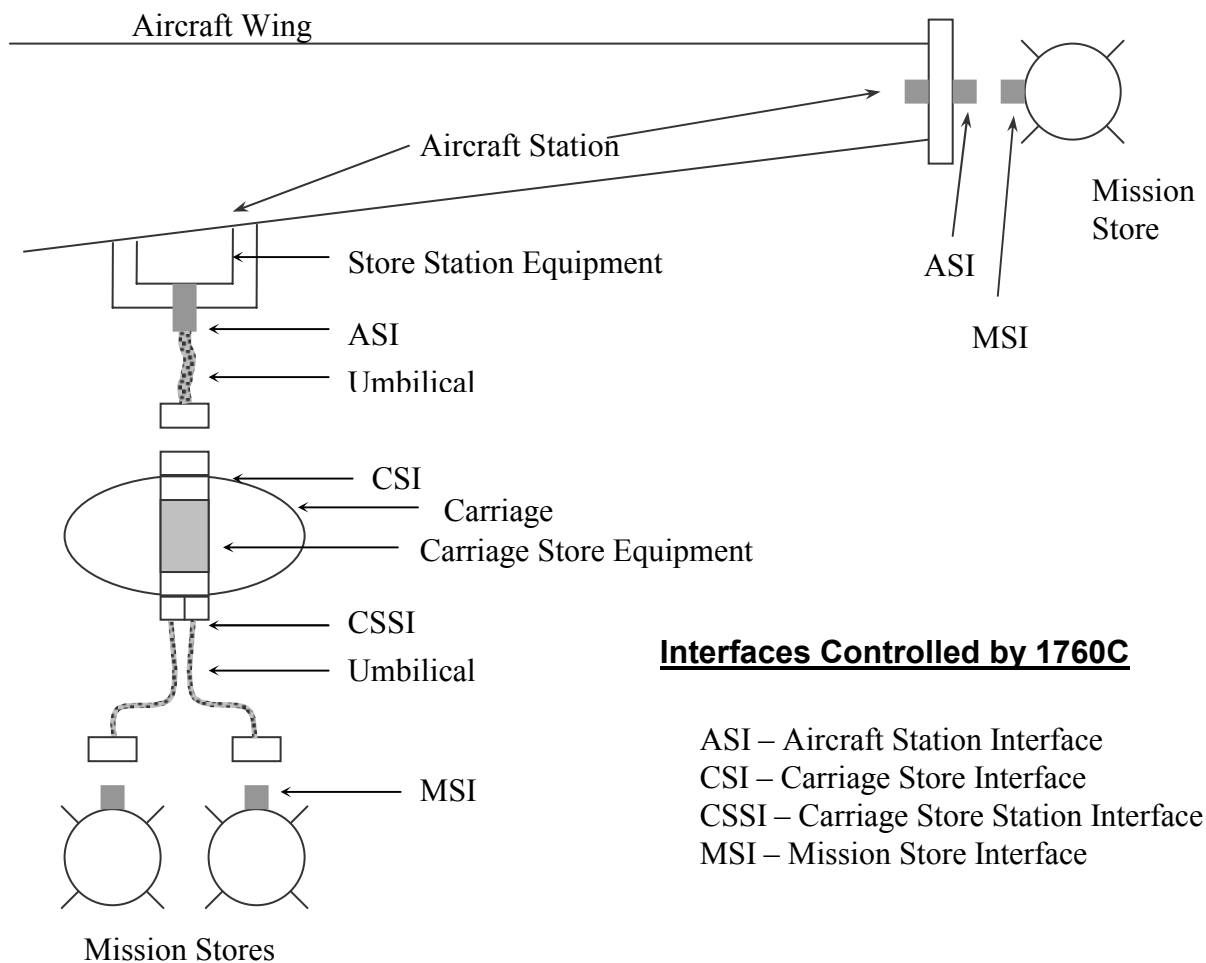 Aircraft Wing
Aircraft Station
Mission
Store
Store Station Equipment
ASI
ASI
MSI
Umbilical
CSI
Carriage
Carriage Store Equipment
CSSI
Umbilical
Interfaces Controlled by 1760C
ASI – Aircraft Station Interface
CSI – Carriage Store Interface
CSSI – Carriage Store Station Interface
MSI – Mission Store Interface
MSI
Mission Stores